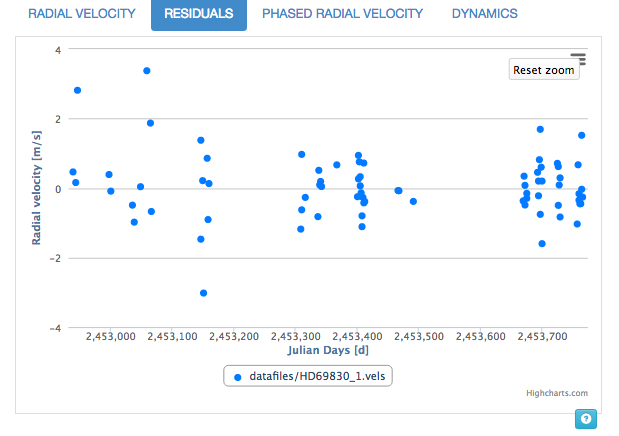 RADIAL VELOCITY RESIDUALS PHASED RADIAL VELOCITY DYNAMICS
Reset zoom
Radial velocity [m/s]
4
2
0
−2
−4
2,453,000 2,453,100 2,453,200 2,453,300 2,453,400 2,453,500 2,453,600 2,453,700
Julian Days [d]
datafiles/HD69830_1.vels
Highcharts.com
?